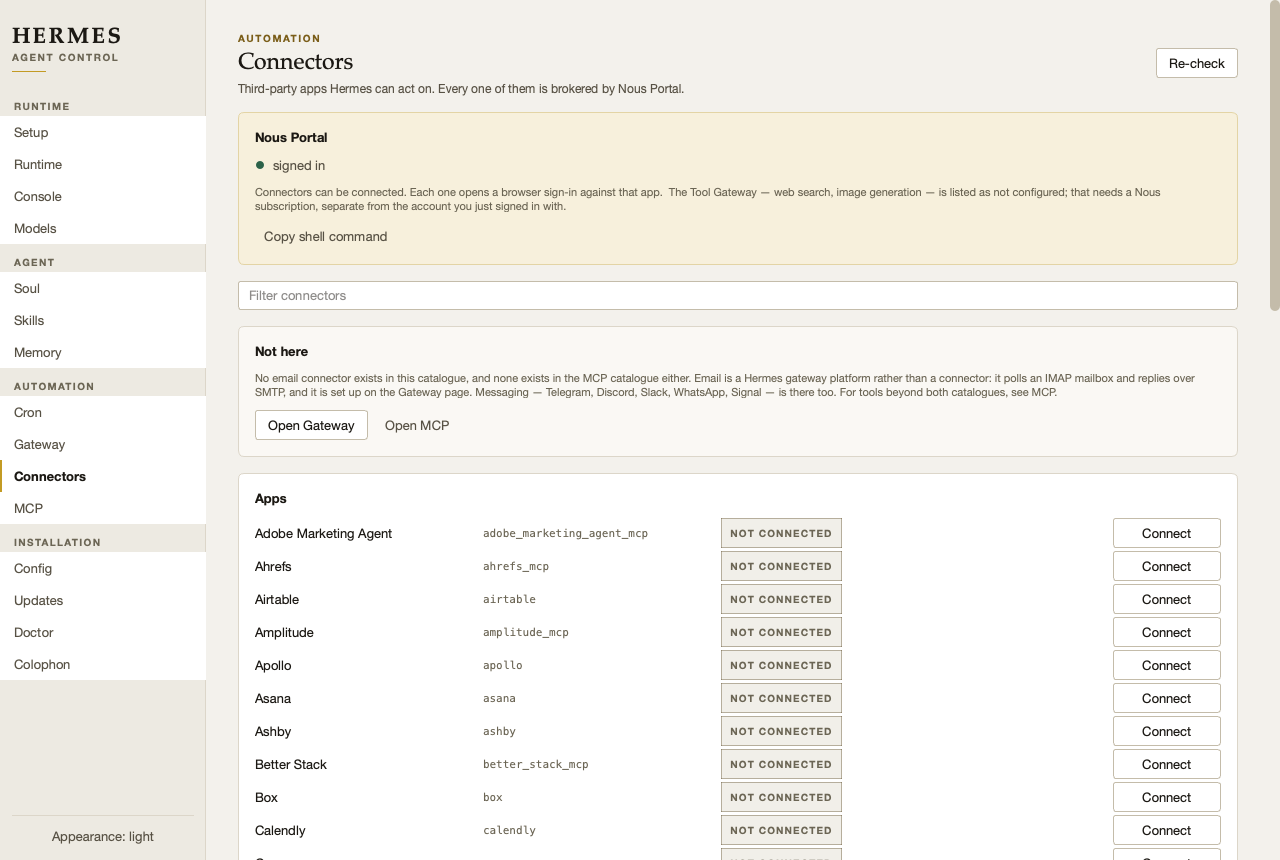 HERMES
AGENT CONTROL
RUNTIME
Setup
Runtime
Console
Models
AGENT
Soul
Skills
Memory
AUTOMATION
Cron
Gateway
Connectors
MCP
INSTALLATION
Config
Updates
Doctor
Colophon
Appearance: light
AUTOMATION
Connectors
Re-check
Third-party apps Hermes can act on. Every one of them is brokered by Nous Portal.
Nous Portal
signed in
Connectors can be connected. Each one opens a browser sign-in against that app. The Tool Gateway — web search, image generation — is listed as not configured; that needs a Nous
subscription, separate from the account you just signed in with.
Copy shell command
Filter connectors
Not here
No email connector exists in this catalogue, and none exists in the MCP catalogue either. Email is a Hermes gateway platform rather than a connector: it polls an IMAP mailbox and replies over
SMTP, and it is set up on the Gateway page. Messaging — Telegram, Discord, Slack, WhatsApp, Signal — is there too. For tools beyond both catalogues, see MCP.
Open Gateway Open MCP
Apps
Adobe Marketing Agent adobe_marketing_agent_mcp NOT CONNECTED Connect
Ahrefs ahrefs_mcp NOT CONNECTED Connect
Airtable airtable NOT CONNECTED Connect
Amplitude amplitude_mcp NOT CONNECTED Connect
Apollo apollo NOT CONNECTED Connect
Asana asana NOT CONNECTED Connect
Ashby ashby NOT CONNECTED Connect
Better Stack better_stack_mcp NOT CONNECTED Connect
Box box NOT CONNECTED Connect
Calendly calendly NOT CONNECTED Connect